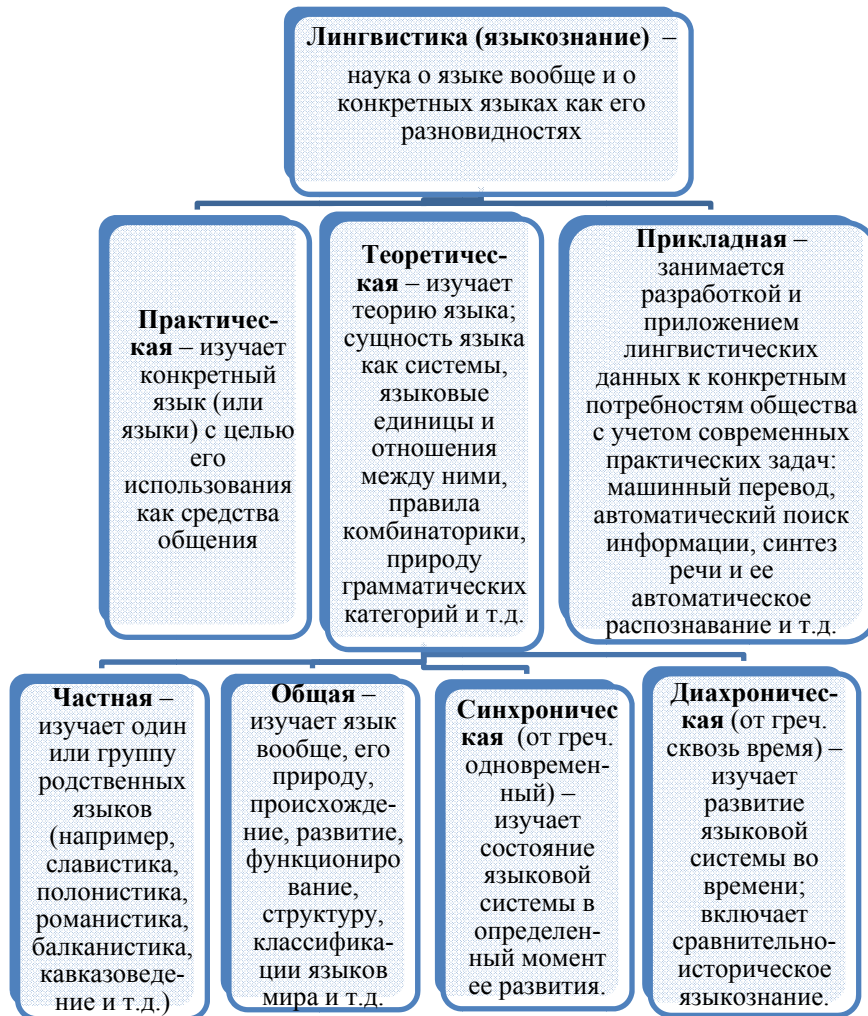 Лингвистика (языкознание) –
наука о языке вообще и о
конкретных языках как его
разновидностях
Практичес-
кая – изучает
конкретный
язык (или
языки) с целью
его
использования
как средства
общения
Теоретичес-
кая – изучает
теорию языка;
сущность языка
как системы,
языковые
единицы и
отношения
между ними,
правила
комбинаторики,
природу
грамматических
категорий и т.д.
Прикладная –
занимается
разработкой и
приложением
лингвистических
данных к конкретным
потребностям общества
с учетом современных
практических задач:
машинный перевод,
автоматический поиск
информации, синтез
речи и ее
автоматическое
распознавание и т.д.
Частная –
изучает один
или группу
родственных
языков
(например,
славистика,
полонистика,
романистика,
балканистика,
кавказоведе-
ние и т.д.)
Общая –
изучает язык
вообще, его
природу,
происхожде-
ние, развитие,
функциониро
вание,
структуру,
классифика-
ции языков
мира и т.д.
Синхроничес
кая (от греч.
одновремен-
ный) –
изучает
состояние
языковой
системы в
определен-
ный момент
ее развития.
Диахроничес-
кая (от греч.
сквозь время) –
изучает
развитие
языковой
системы во
времени;
включает
сравнительно-
историческое
языкознание.